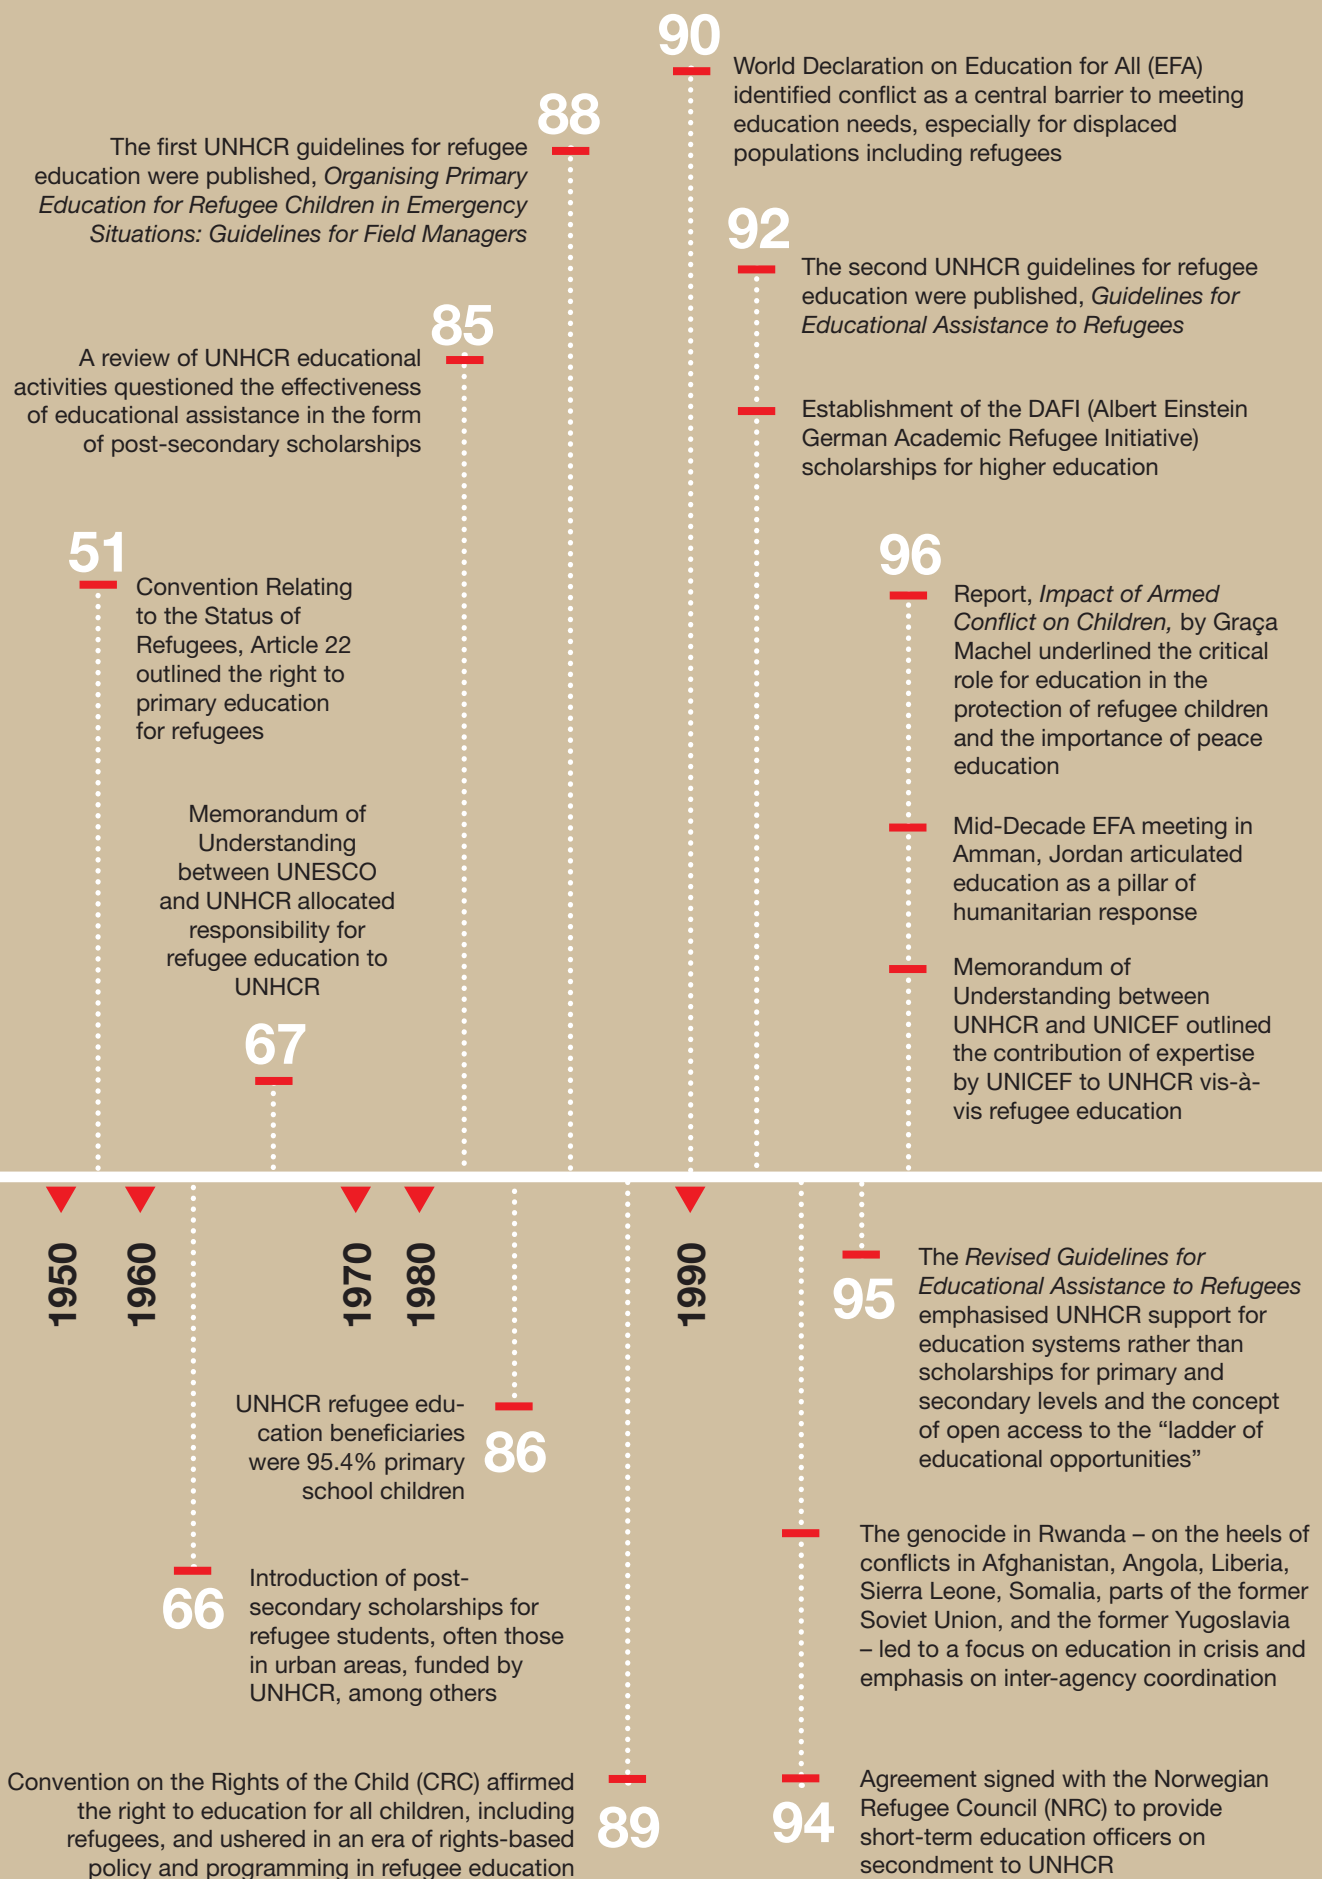 90
World Declaration on Education for All (EFA)
identified conflict as a central barrier to meeting
education needs, especially for displaced
populations including refugees
88
The first UNHCR guidelines for refugee
education were published, Organising Primary
Education for Refugee Children in Emergency
Situations: Guidelines for Field Managers
92
The second UNHCR guidelines for refugee
education were published, Guidelines for
Educational Assistance to Refugees
85
A review of UNHCR educational
activities questioned the effectiveness
of educational assistance in the form
of post-secondary scholarships
Establishment of the DAFI (Albert Einstein
German Academic Refugee Initiative)
scholarships for higher education
51
Convention Relating
to the Status of
Refugees, Article 22
outlined the right to
primary education
for refugees
96
Report, Impact of Armed
Conflict on Children, by Graça
Machel underlined the critical
role for education in the
protection of refugee children
and the importance of peace
education
Memorandum of
Understanding
between UNESCO
and UNHCR allocated
responsibility for
refugee education to
UNHCR
67
Mid-Decade EFA meeting in
Amman, Jordan articulated
education as a pillar of
humanitarian response
Memorandum of
Understanding between
UNHCR and UNICEF outlined
the contribution of expertise
by UNICEF to UNHCR vis-à-
vis refugee education
1950
1960
1970
1980
1990
95
The Revised Guidelines for
Educational Assistance to Refugees
emphasised UNHCR support for
education systems rather than
scholarships for primary and
secondary levels and the concept
of open access to the “ladder of
educational opportunities”
UNHCR refugee edu-
cation beneficiaries
were 95.4% primary
school children
86
66
Introduction of post-
secondary scholarships for
refugee students, often those
in urban areas, funded by
UNHCR, among others
The genocide in Rwanda – on the heels of
conflicts in Afghanistan, Angola, Liberia,
Sierra Leone, Somalia, parts of the former
Soviet Union, and the former Yugoslavia
– led to a focus on education in crisis and
emphasis on inter-agency coordination
Convention on the Rights of the Child (CRC) affirmed
the right to education for all children, including
refugees, and ushered in an era of rights-based
policy and programming in refugee education
89
94
Agreement signed with the Norwegian
Refugee Council (NRC) to provide
short-term education officers on
secondment to UNHCR